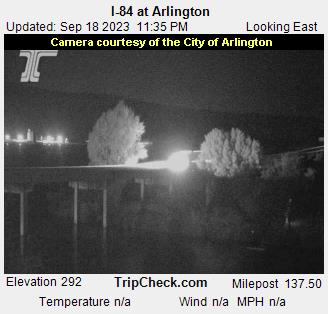 I-84 at Arlington
Updated: Sep 18 2023 11:35 PM Looking East
Camera courtesy of the City of Arlington
Elevation 292 TripCheck.com Milepost 137.50
Temperature n/a Wind n/a MPH n/a